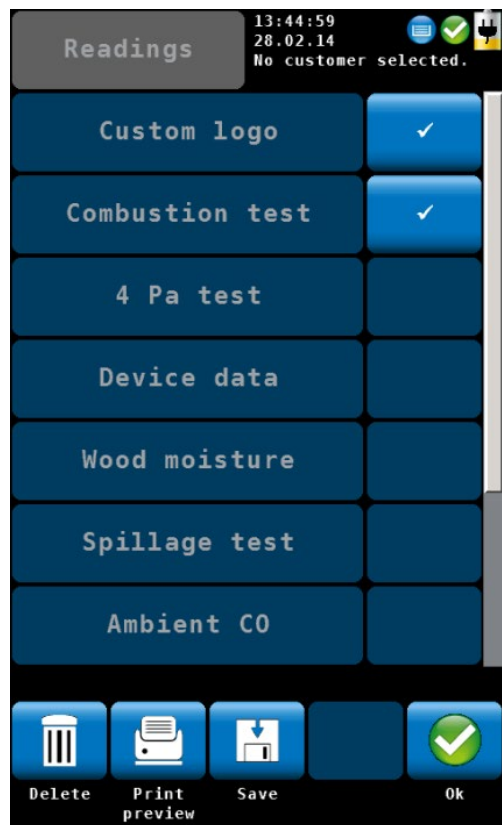 Readings
13:44:59
28.02.14
No customer selected.
Custom logo
Combustion test
4 Pa test
Device data
Wood moisture
Spillage test
Ambient CO
Delete
Print
preview
Save
Ok